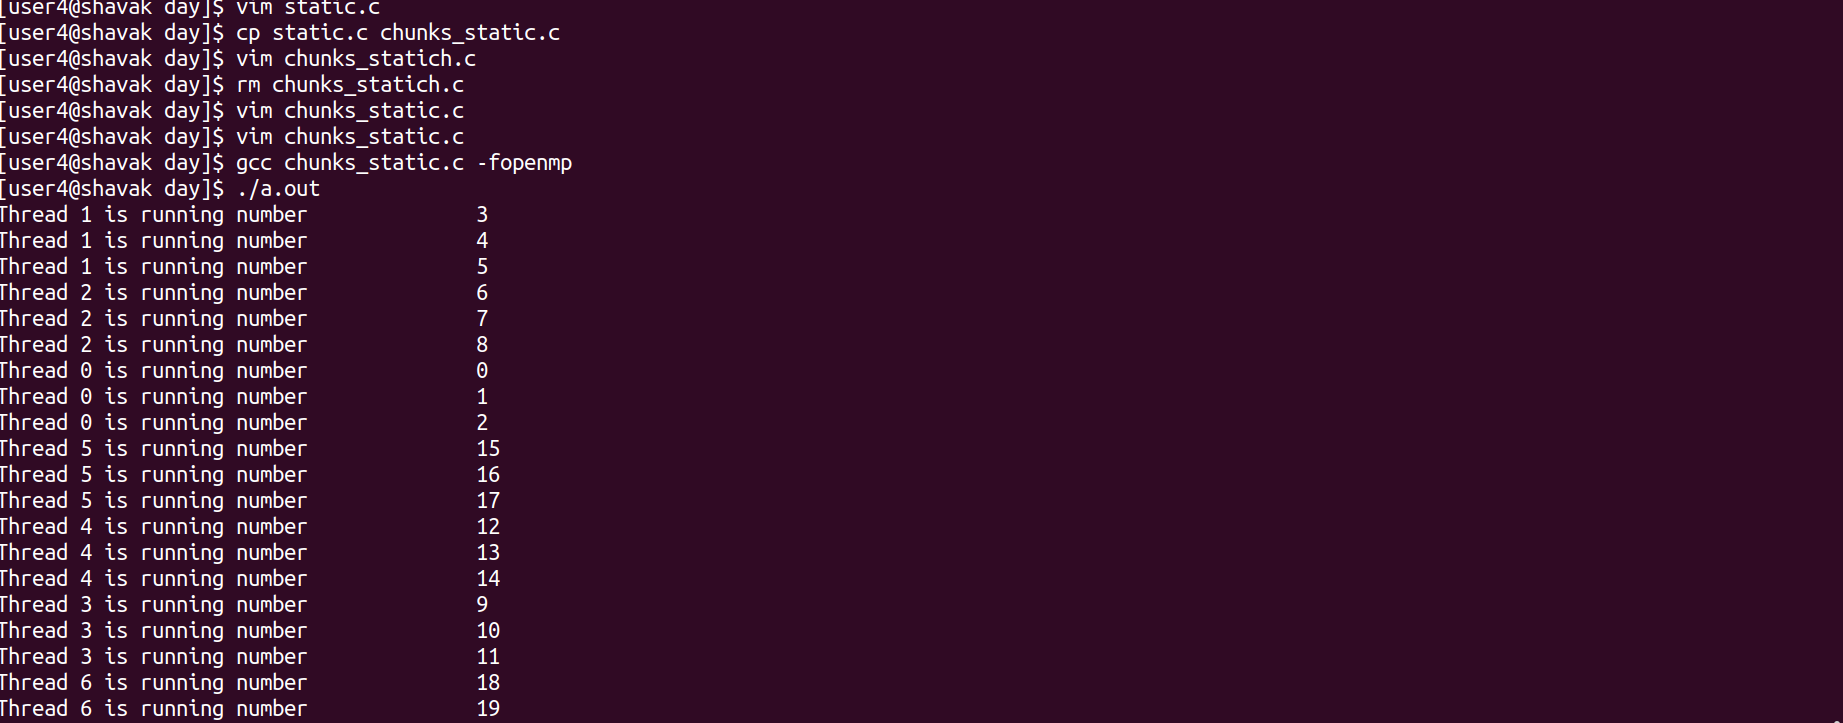 [user4@shavak day]$ vim static.c
[user4@shavak day]$ cp static.c chunks_static.c
[user4@shavak day]$ vim chunks_statich.c
[user4@shavak day]$ rm chunks_statich.c
[user4@shavak day]$ vim chunks_static.c
[user4@shavak day]$ vim chunks_static.c
[user4@shavak day]$ gcc chunks_static.c -fopenmp
[user4@shavak day]$ ./a.out
Thread 1 is running number 3
Thread 1 is running number 4
Thread 1 is running number 5
Thread 2 is running number 6
Thread 2 is running number 7
Thread 2 is running number 8
Thread 0 is running number 0
Thread 0 is running number 1
Thread 0 is running number 2
Thread 5 is running number 15
Thread 5 is running number 16
Thread 5 is running number 17
Thread 4 is running number 12
Thread 4 is running number 13
Thread 4 is running number 14
Thread 3 is running number 9
Thread 3 is running number 10
Thread 3 is running number 11
Thread 6 is running number 18
Thread 6 is running number 19